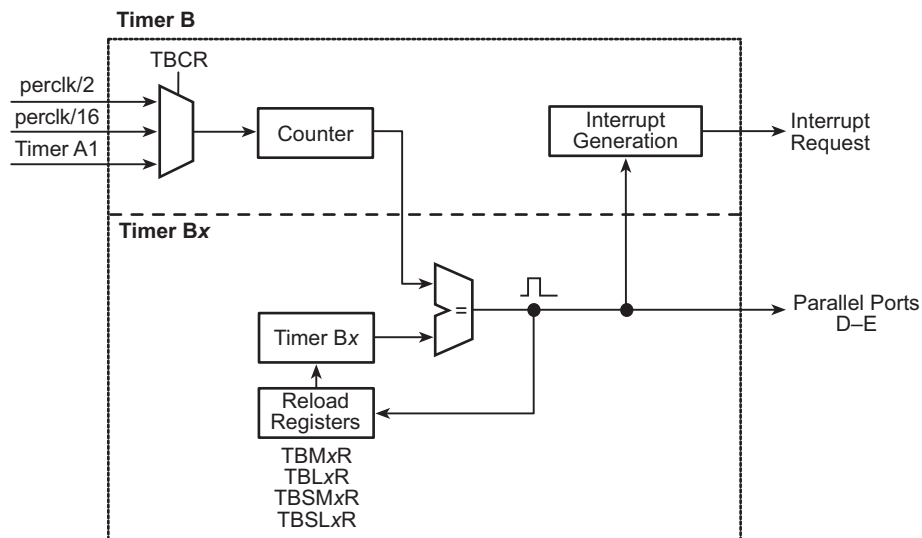 Timer B
TBCR
perclk/2
perclk/16
Timer A1
Counter
Interrupt
Generation
Interrupt
Request
Timer Bx
=
Parallel Ports
D–E
Timer Bx
Reload
Registers
TBMxR
TBLxR
TBSMxR
TBSLxR